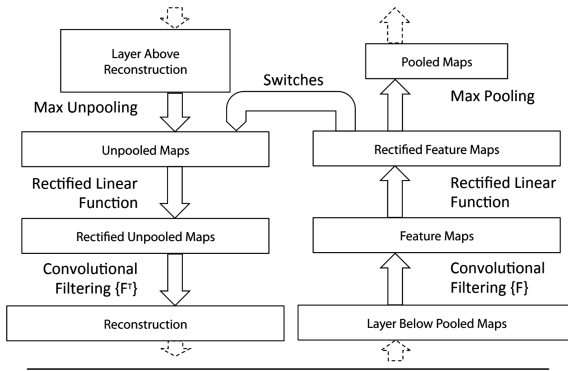 Layer Above
Reconstruction
Max Unpooling
Unpooled Maps
Rectified Linear
Function
Rectified Unpooled Maps
Convolutional
Filtering {Fᵀ}
Reconstruction
Switches
Pooled Maps
Max Pooling
Rectified Feature Maps
Rectified Linear
Function
Feature Maps
Convolutional
Filtering {F}
Layer Below Pooled Maps